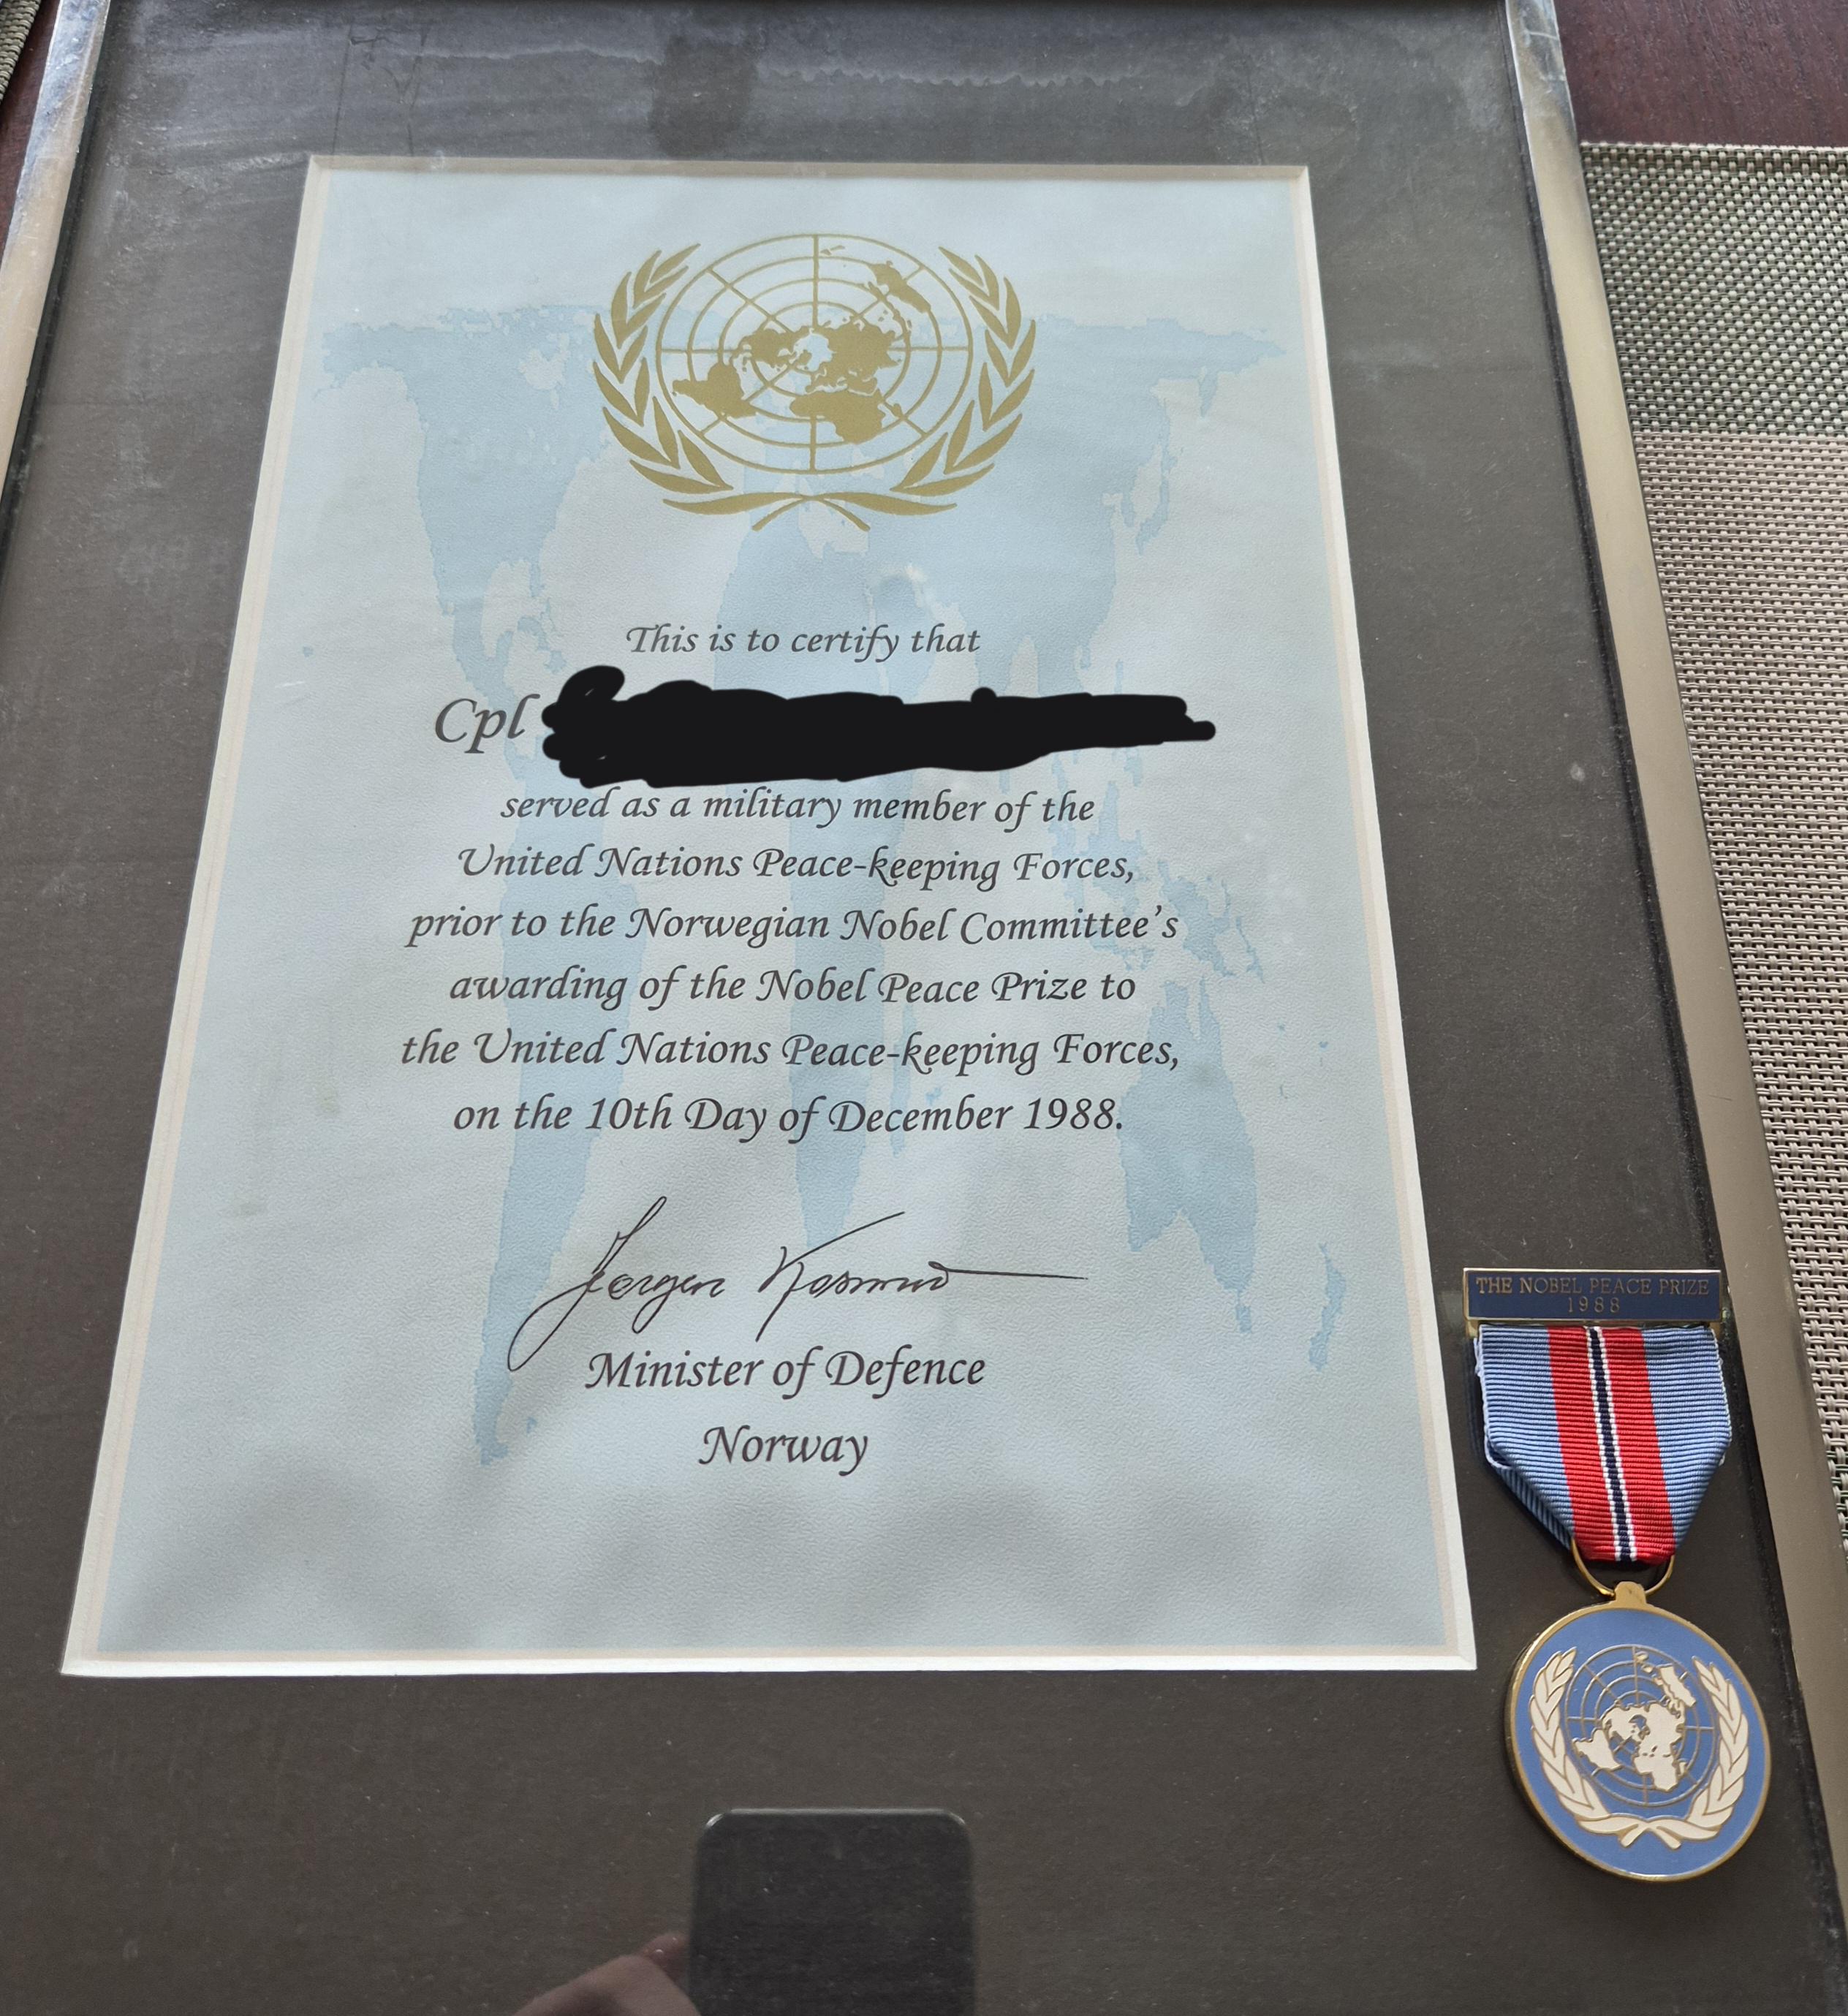 This is to certify that
Cpl
served as a military member of the
United Nations Peace-keeping Forces,
prior to the Norwegian Nobel Committee's
awarding of the Nobel Peace Prize to
the United Nations Peace-keeping Forces,
on the 10th Day of December 1988.
Jørgen Kosmo
Minister of Defence
Norway
THE NOBEL PEACE PRIZE
1988